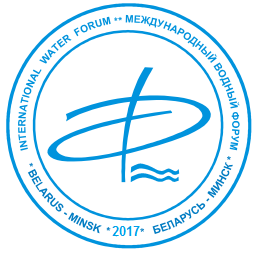 INTERNATIONAL WATER FORUM ** МЕЖДУНАРОДНЫЙ ВОДНЫЙ ФОРУМ
* BELARUS - MINSK *2017* БЕЛАРУСЬ - МИНСК *